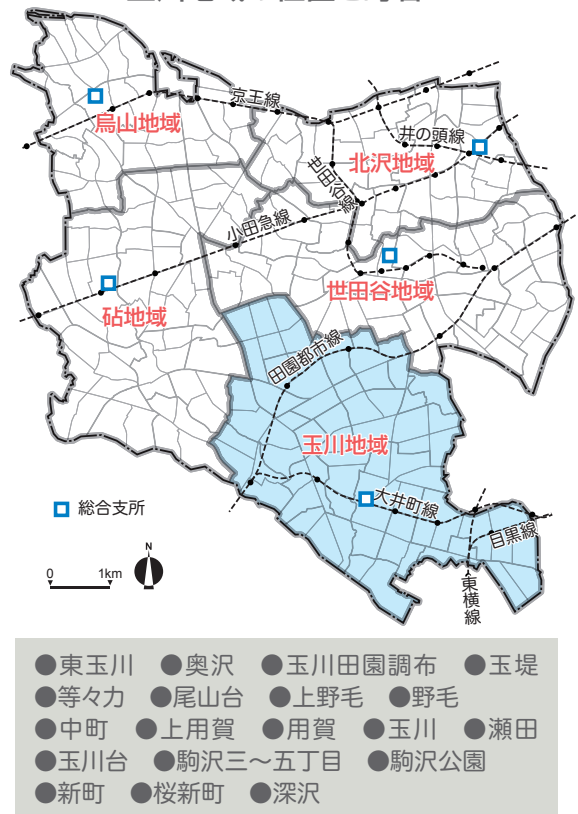 京王線
烏山地域
井の頭線
北沢地域
世田谷線
小田急線
世田谷地域
砧地域
田園都市線
玉川地域
大井町線
目黒線
東横線
総合支所
N
0 1km
●東玉川 ●奥沢 ●玉川田園調布 ●玉堤
●等々力 ●尾山台 ●上野毛 ●野毛
●中町 ●上用賀 ●用賀 ●玉川 ●瀬田
●玉川台 ●駒沢三〜五丁目 ●駒沢公園
●新町 ●桜新町 ●深沢